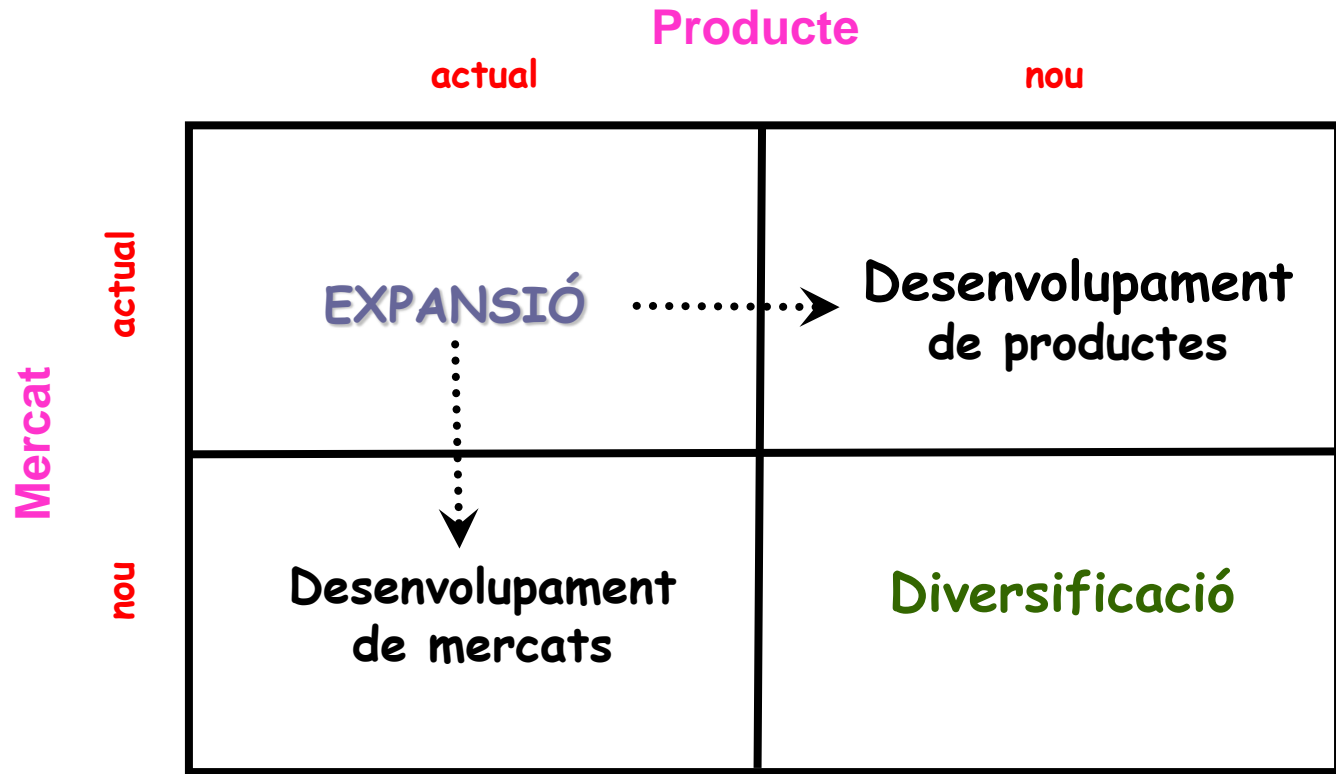 Producte
actual nou
actual
EXPANSIÓ
Desenvolupament
de productes
Mercat
nou
Desenvolupament
de mercats
Diversificació